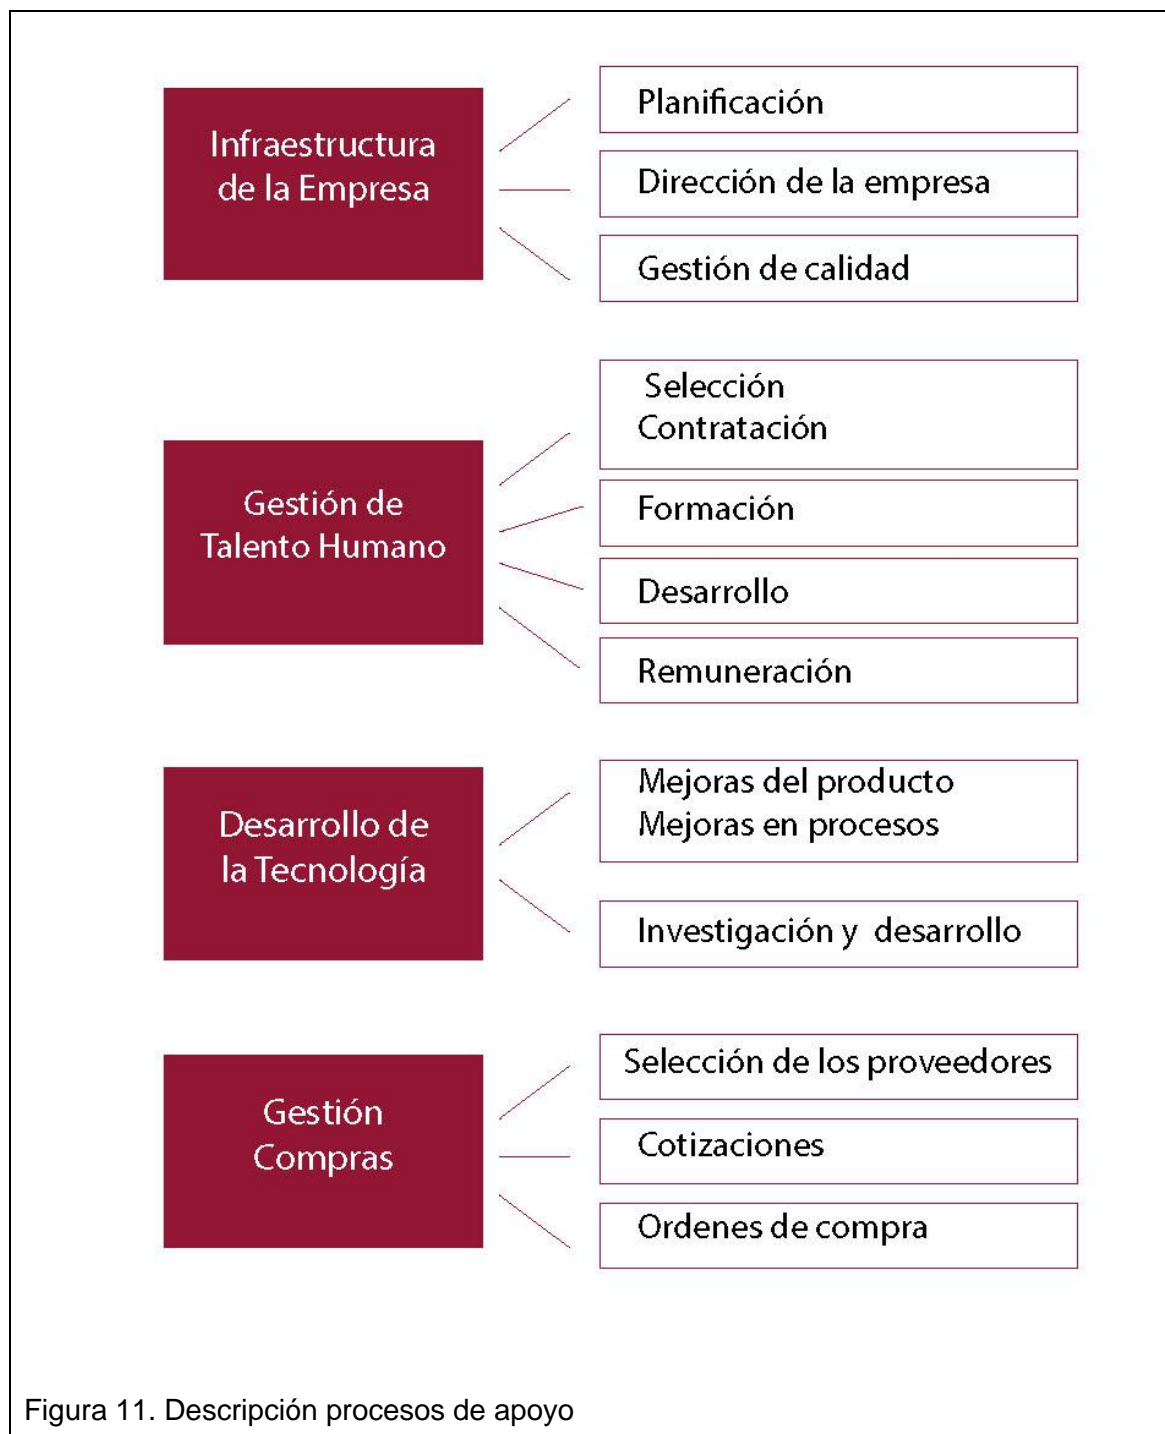 Infraestructura
de la Empresa
Planificación
Dirección de la empresa
Gestión de calidad
Gestión de
Talento Humano
Selección
Contratación
Formación
Desarrollo
Remuneración
Desarrollo de
la Tecnología
Mejoras del producto
Mejoras en procesos
Investigación y desarrollo
Gestión
Compras
Selección de los proveedores
Cotizaciones
Ordenes de compra
Figura 11. Descripción procesos de apoyo